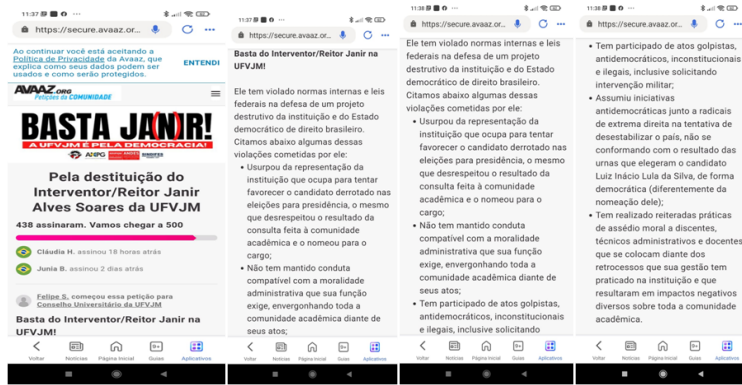 11:37
https://secure.avaaz.or...
Ao continuar você está aceitando a
Política de Privacidade da Avaaz, que
explica como seus dados podem ser
usados e como serão protegidos.
ENTENDI
AVAAZ.ORG
Petições da COMUNIDADE
BASTA JANIR!
A UFVJM É PELA DEMOCRACIA!
ANPG
SINDIFES
Pela destituição do
Interventor/Reitor Janir
Alves Soares da UFVJM
438 assinaram. Vamos chegar a 500
Cláudia H. assinou 18 horas atrás
Junia B. assinou 2 dias atrás
Felipe S. começou essa petição para
Conselho Universitário da UFVJM
Basta do Interventor/Reitor Janir na
UFVJM!
Voltar Notícias Página Inicial Guias Aplicativos
11:37
https://secure.avaaz.or...
Basta do Interventor/Reitor Janir na
UFVJM!
Ele tem violado normas internas e leis
federais na defesa de um projeto
destrutivo da instituição e do Estado
democrático de direito brasileiro.
Citamos abaixo algumas dessas
violações cometidas por ele:
• Usurpou da representação da
instituição que ocupa para tentar
favorecer o candidato derrotado nas
eleições para presidência, o mesmo
que desrespeitou o resultado da
consulta feita à comunidade
acadêmica e o nomeou para o
cargo;
• Não tem mantido conduta
compatível com a moralidade
administrativa que sua função
exige, envergonhando toda a
comunidade acadêmica diante de
seus atos;
Voltar Notícias Página Inicial Guias Aplicativos
11:38
https://secure.avaaz.or...
Ele tem violado normas internas e leis
federais na defesa de um projeto
destrutivo da instituição e do Estado
democrático de direito brasileiro.
Citamos abaixo algumas dessas
violações cometidas por ele:
• Usurpou da representação da
instituição que ocupa para tentar
favorecer o candidato derrotado nas
eleições para presidência, o mesmo
que desrespeitou o resultado da
consulta feita à comunidade
acadêmica e o nomeou para o
cargo;
• Não tem mantido conduta
compatível com a moralidade
administrativa que sua função
exige, envergonhando toda a
comunidade acadêmica diante de
seus atos;
• Tem participado de atos golpistas,
antidemocráticos, inconstitucionais
e ilegais, inclusive solicitando
Voltar Notícias Página Inicial Guias Aplicativos
11:38
https://secure.avaaz.or...
• Tem participado de atos golpistas,
antidemocráticos, inconstitucionais
e ilegais, inclusive solicitando
intervenção militar;
• Assumiu iniciativas
antidemocráticas junto a radicais
de extrema direita na tentativa de
desestabilizar o país, não se
conformando com o resultado das
urnas que elegeram o candidato
Luiz Inácio Lula da Silva, de forma
democrática (diferentemente da
nomeação dele);
• Tem realizado reiteradas práticas
de assédio moral a discentes,
técnicos administrativos e docentes
que se colocam diante dos
retrocessos que sua gestão tem
praticado na instituição e que
resultaram em impactos negativos
diversos sobre toda a comunidade
acadêmica.
Voltar Notícias Página Inicial Guias Aplicativos